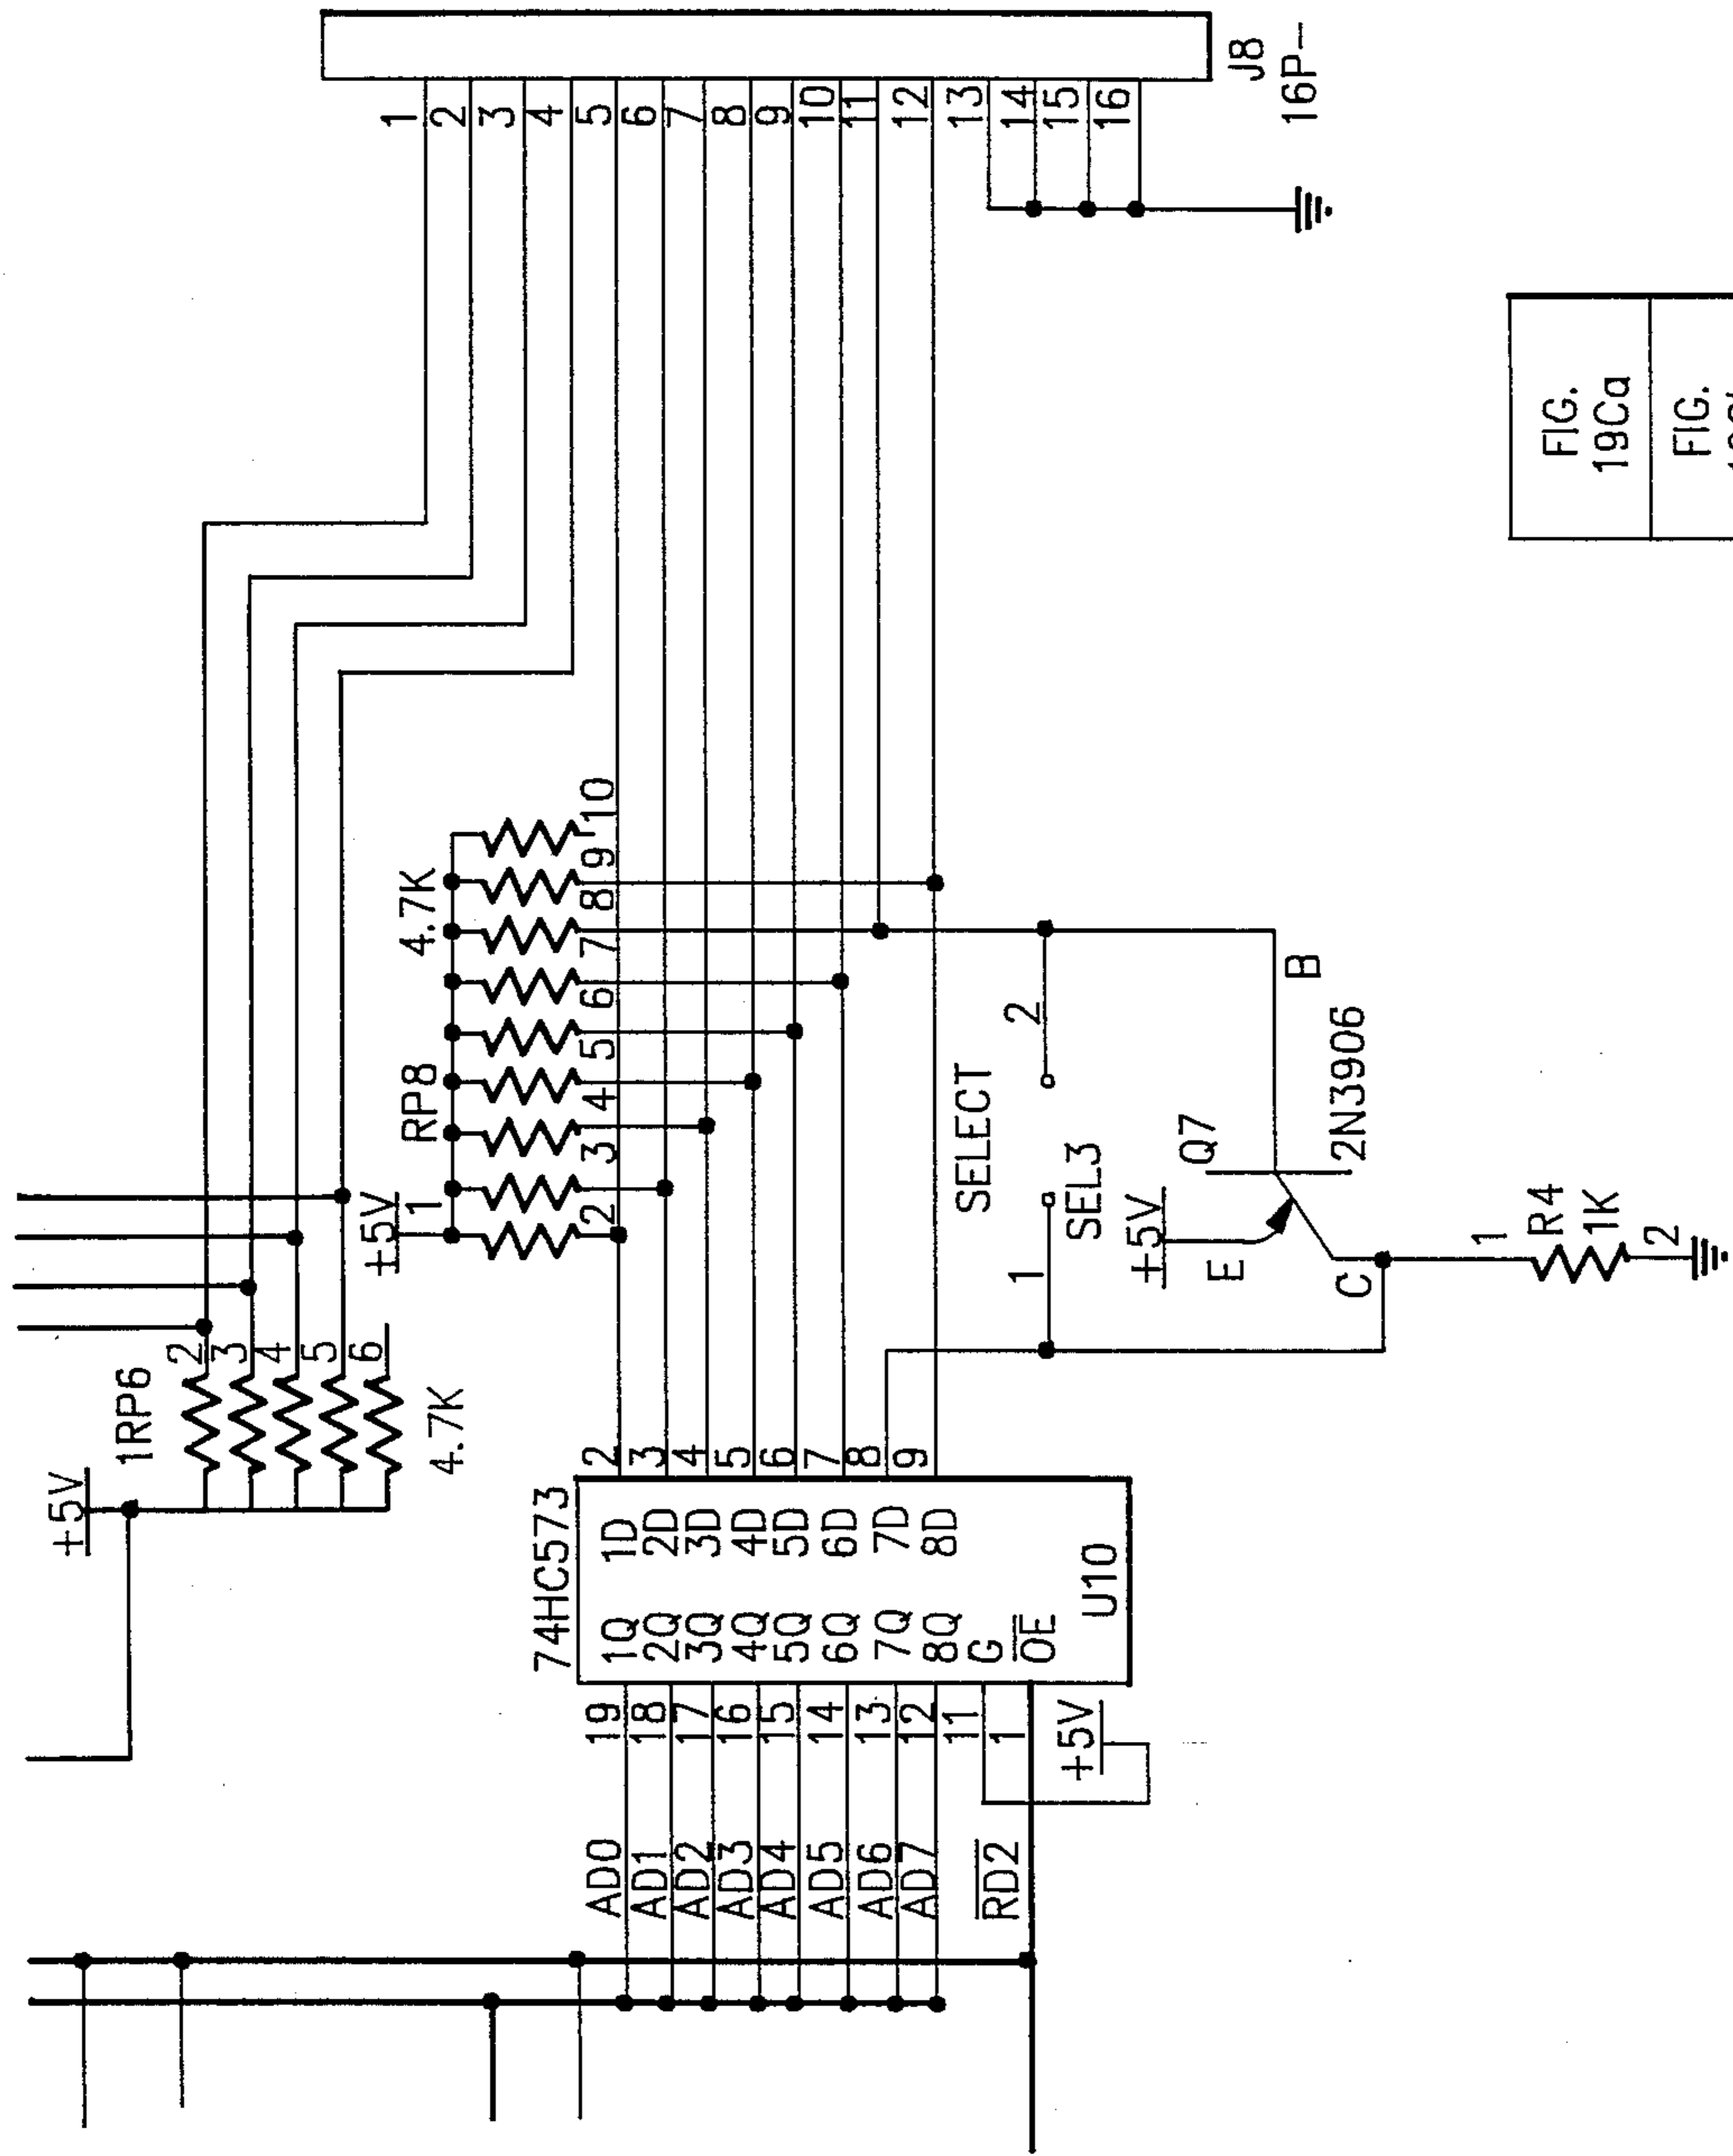 1
2
3
4
5
6
7
8
9
10
11
12
13
14
15
16
J8
16P-
+5V
1RP6
2
3
4
5
6
4.7K
+5V
1
RP8
4.7K
2
3
4
5
6
7
8
9
10
74HC573
1Q 1D
2Q 2D
3Q 3D
4Q 4D
5Q 5D
6Q 6D
7Q 7D
8Q 8D
G
OE
U10
2
3
4
5
6
7
8
9
19
18
17
16
15
14
13
12
11
1
AD0
AD1
AD2
AD3
AD4
AD5
AD6
AD7
RD2
+5V
SELECT
1
2
SEL3
+5V
E
Q7
B
C
2N3906
1
R4
1K
2
FIG.
19Ca
FIG.